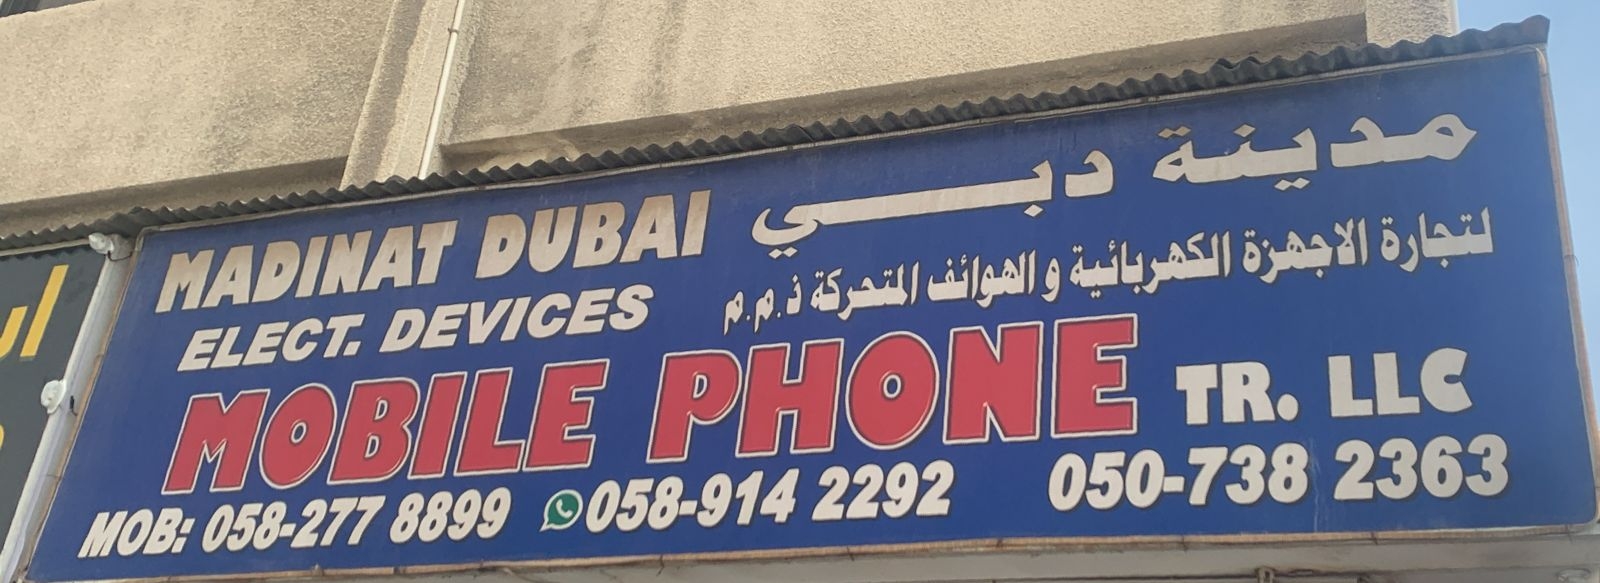 مدينة دبي
MADINAT DUBAI
لتجارة الاجهزة الكهربائية و الهواتف المتحركة ذ.م.م
ELECT. DEVICES
MOBILE PHONE TR. LLC
MOB: 058-277 8899 058-914 2292 050-738 2363